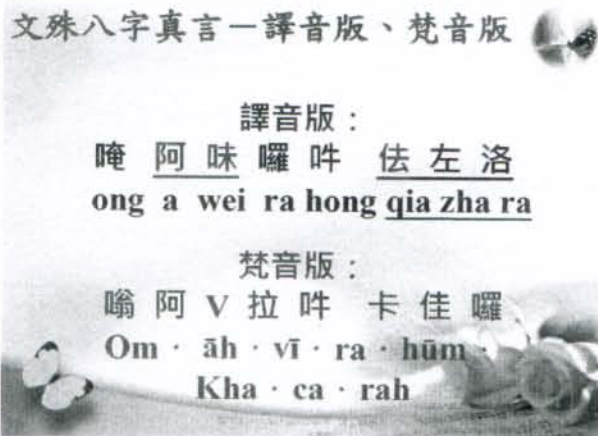 文殊八字真言－譯音版、梵音版
譯音版：
唵 阿 味 囉 吽 佉 左 洛
ong a wei ra hong qia zha ra
梵音版：
嗡 阿 V 拉 吽 卡 佳 囉
Om · āh · vī · ra · hūm ·
Kha · ca · rah